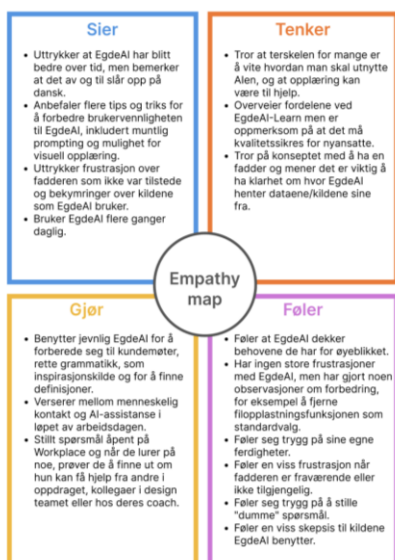 Sier
• Uttrykker at EgdeAI har blitt
bedre over tid, men bemerker
at det av og til slår opp på
dansk.
• Anbefaler flere tips og triks for
å forbedre brukervennligheten
til EgdeAI, inkludert muntlig
prompting og mulighet for
visuell opplæring.
• Uttrykker frustrasjon over
fadderen som ikke var tilstede
og bekymringer over kildene
som EgdeAI bruker.
• Bruker EgdeAI flere ganger
daglig.
Tenker
• Tror at terskelen for mange er
å vite hvordan man skal utnytte
AIen, og at opplæring kan
være til hjelp.
• Overveier fordelene ved
EgdeAI-Learn men er
oppmerksom på at det må
kvalitetssikres for nyansatte.
• Tror på konseptet med å ha en
fadder og mener det er viktig å
ha klarhet om hvor EgdeAI
henter dataene/kildene sine
fra.
Empathy
map
Gjør
• Benytter jevnlig EgdeAI for å
forberede seg til kundemøter,
rette grammatikk, som
inspirasjonskilde og for å finne
definisjoner.
• Verserer mellom menneskelig
kontakt og AI-assistanse i
løpet av arbeidsdagen.
• Stillt spørsmål åpent på
Workplace og når de lurer på
noe, prøver de å finne ut om
hun kan få hjelp fra andre i
oppdraget, kollegaer i design
teamet eller hos deres coach.
Føler
• Føler at EgdeAI dekker
behovene de har for øyeblikket.
• Har ingen store frustrasjoner
med EgdeAI, men har gjort noen
observasjoner om forbedring,
for eksempel å fjerne
filopplastningsfunksjonen som
standardvalg.
• Føler seg trygg på sine egne
ferdigheter.
• Føler en viss frustrasjon når
fadderen er fraværende eller
ikke tilgjengelig.
• Føler seg trygg på å stille
"dumme" spørsmål.
• Føler en viss skepsis til kildene
EgdeAI benytter.